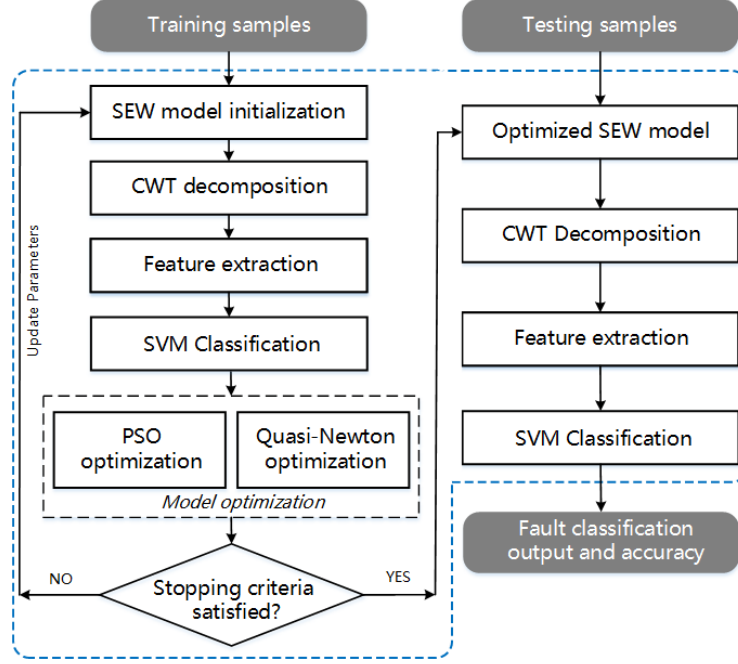 Training samples
SEW model initialization
CWT decomposition
Feature extraction
SVM Classification
PSO
optimization
Quasi-Newton
optimization
Model optimization
Stopping criteria
satisfied?
NO
YES
Update Parameters
Testing samples
Optimized SEW model
CWT Decomposition
Feature extraction
SVM Classification
Fault classification
output and accuracy